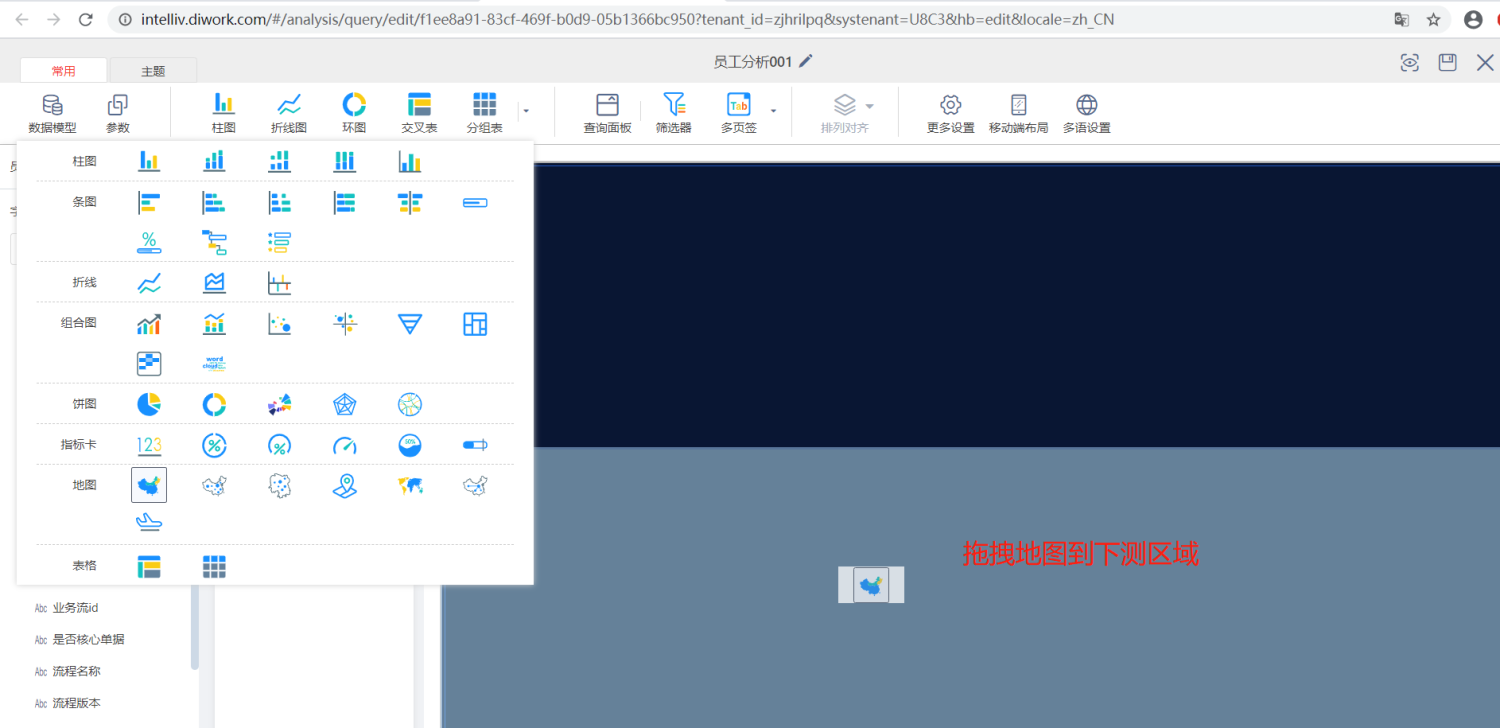 intelliv.diwork.com/#/analysis/query/edit/f1ee8a91-83cf-469f-b0d9-05b1366bc950?tenant_id=zjhrilpq&systenant=U8C3&hb=edit&locale=zh_CN
常用 主题
员工分析001
数据模型 参数 柱图 折线图 环图 交叉表 分组表 查询面板 筛选器 Tab 多页签 排列对齐 更多设置 移动端布局 多语设置
柱图
条图
%
折线
组合图
word cloud
饼图
指标卡 123 % % 50%
地图
表格
拖拽地图到下测区域
Abc 业务流id
Abc 是否核心单据
Abc 流程名称
Abc 流程版本